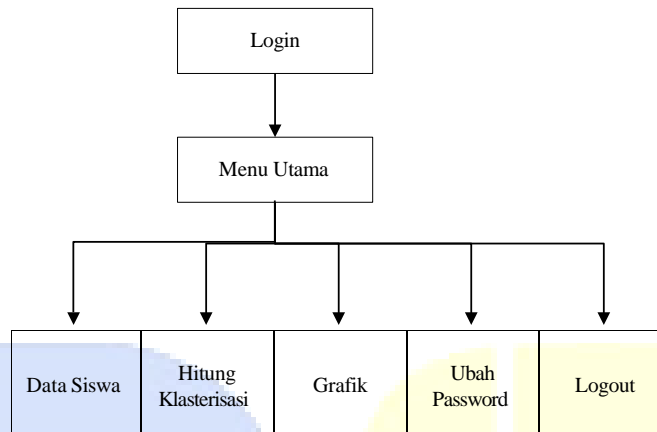 Login
Menu Utama
Data Siswa
Hitung
Klasterisasi
Grafik
Ubah
Password
Logout